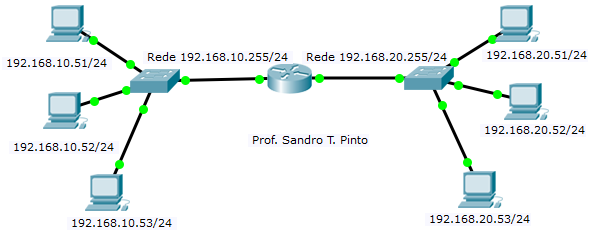 192.168.10.51/24
Rede 192.168.10.255/24
Rede 192.168.20.255/24
192.168.20.51/24
192.168.10.52/24
Prof. Sandro T. Pinto
192.168.20.52/24
192.168.10.53/24
192.168.20.53/24